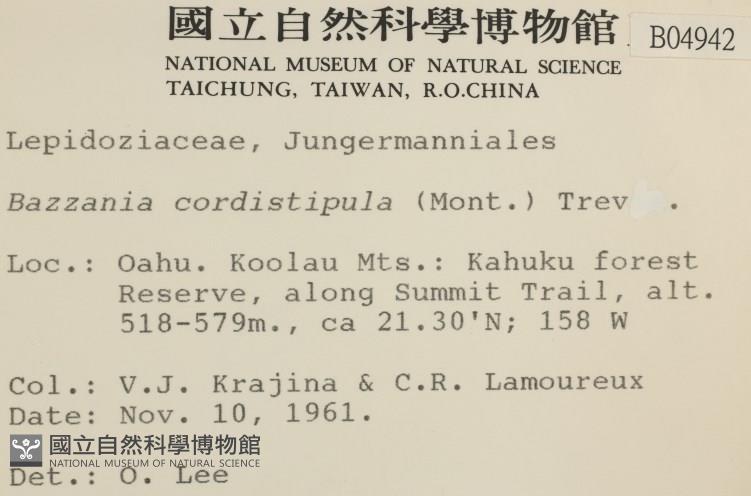 國立自然科學博物館
B04942
NATIONAL MUSEUM OF NATURAL SCIENCE
TAICHUNG, TAIWAN, R.O.CHINA
Lepidoziaceae, Jungermanniales
Bazzania cordistipula (Mont.) Trev .
Loc.: Oahu. Koolau Mts.: Kahuku forest
Reserve, along Summit Trail, alt.
518-579m., ca 21.30'N; 158 W
Col.: V.J. Krajina & C.R. Lamoureux
Date: Nov. 10, 1961.
國立自然科學博物館
NATIONAL MUSEUM OF NATURAL SCIENCE
Det.: O. Lee